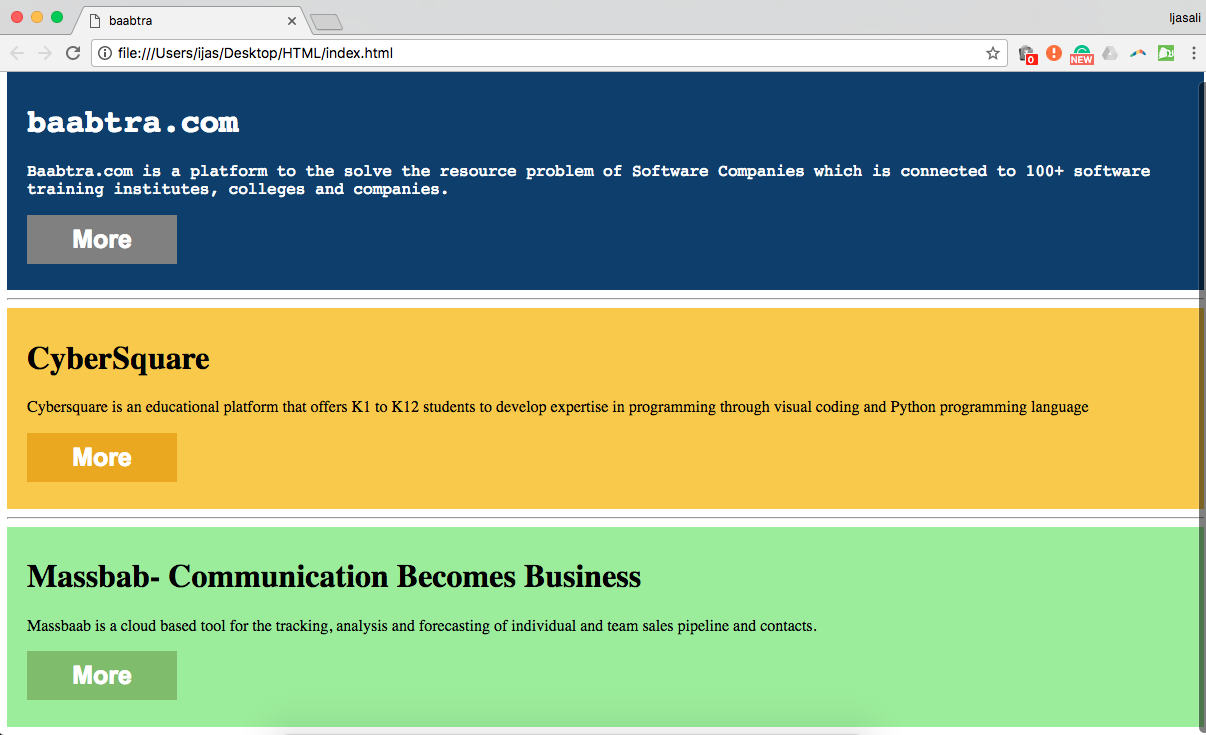 baabtra
Ijasali
file:///Users/ijas/Desktop/HTML/index.html
0
NEW
baabtra.com
Baabtra.com is a platform to the solve the resource problem of Software Companies which is connected to 100+ software
training institutes, colleges and companies.
More
CyberSquare
Cybersquare is an educational platform that offers K1 to K12 students to develop expertise in programming through visual coding and Python programming language
More
Massbab- Communication Becomes Business
Massbaab is a cloud based tool for the tracking, analysis and forecasting of individual and team sales pipeline and contacts.
More